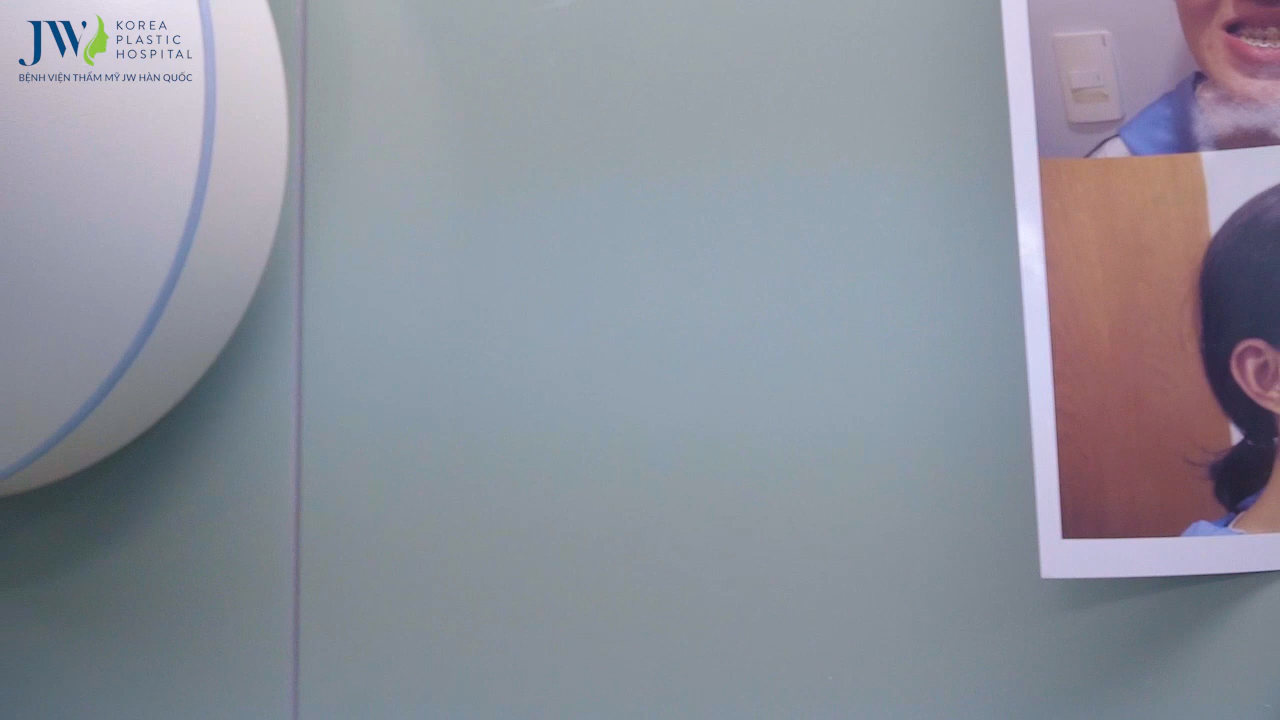 JW KOREA
PLASTIC
HOSPITAL
BỆNH VIỆN THẨM MỸ JW HÀN QUỐC